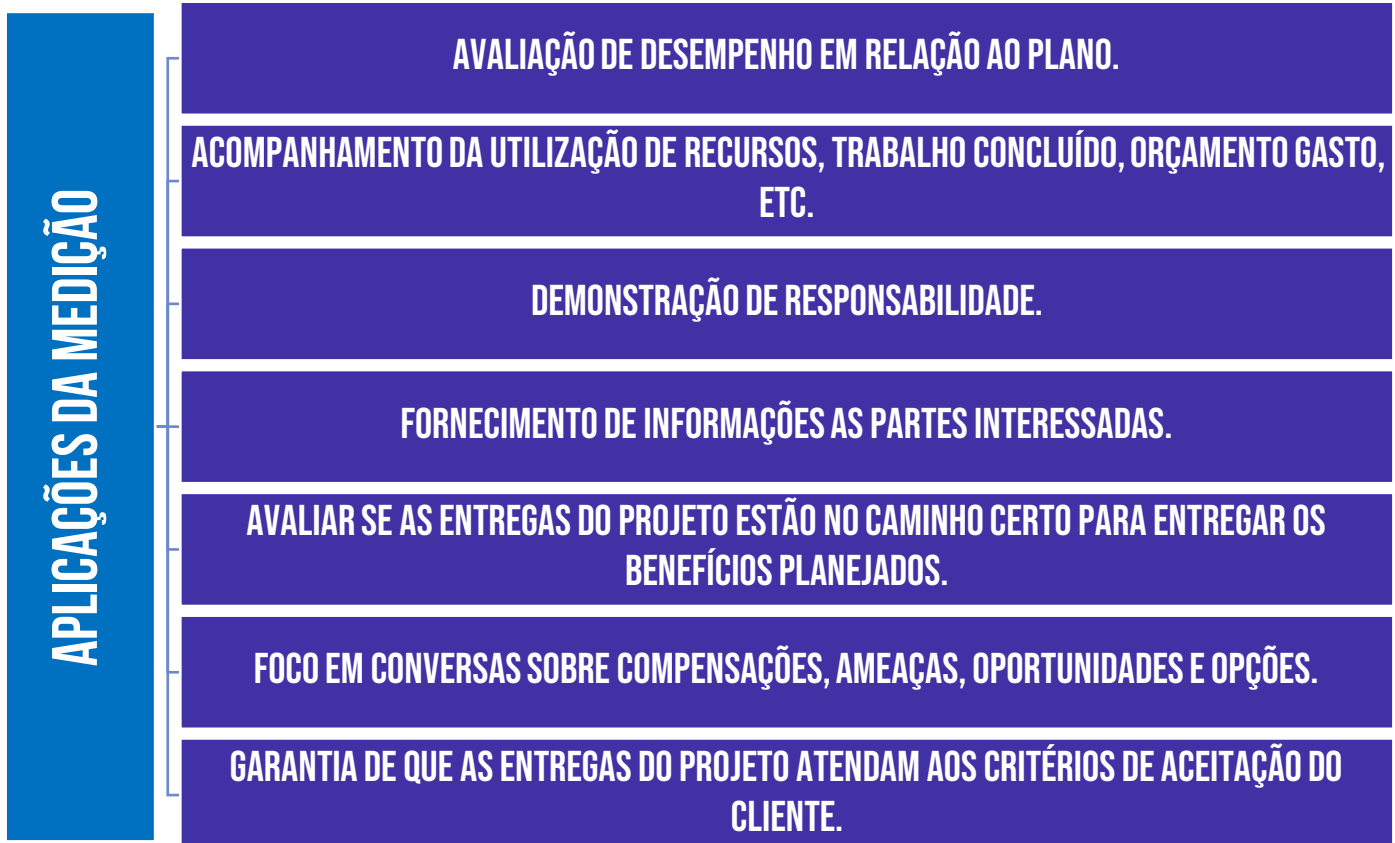 APLICAÇÕES DA MEDIÇÃO
AVALIAÇÃO DE DESEMPENHO EM RELAÇÃO AO PLANO.
ACOMPANHAMENTO DA UTILIZAÇÃO DE RECURSOS, TRABALHO CONCLUÍDO, ORÇAMENTO GASTO,
ETC.
DEMONSTRAÇÃO DE RESPONSABILIDADE.
FORNECIMENTO DE INFORMAÇÕES AS PARTES INTERESSADAS.
AVALIAR SE AS ENTREGAS DO PROJETO ESTÃO NO CAMINHO CERTO PARA ENTREGAR OS
BENEFÍCIOS PLANEJADOS.
FOCO EM CONVERSAS SOBRE COMPENSAÇÕES, AMEAÇAS, OPORTUNIDADES E OPÇÕES.
GARANTIA DE QUE AS ENTREGAS DO PROJETO ATENDAM AOS CRITÉRIOS DE ACEITAÇÃO DO
CLIENTE.